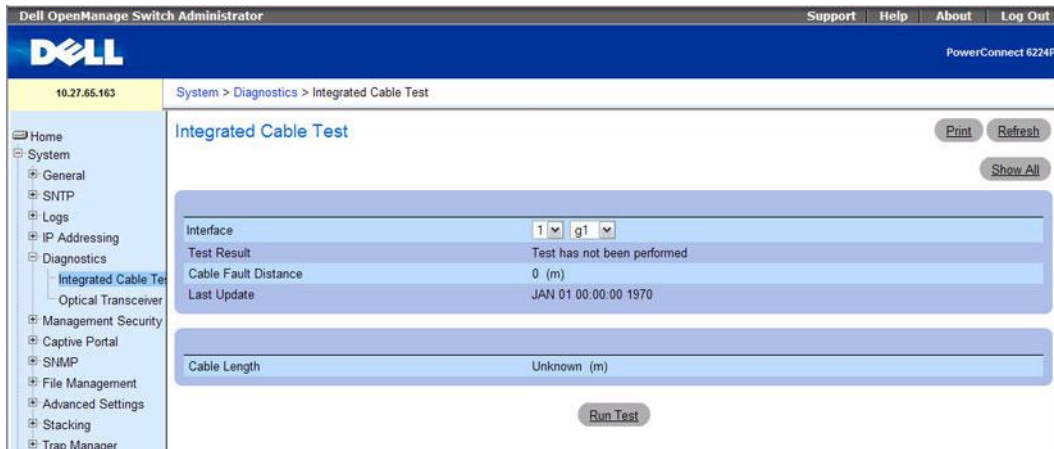 Dell OpenManage Switch Administrator
Support Help About Log Out
DELL
PowerConnect 6224P
10.27.65.163
System > Diagnostics > Integrated Cable Test
Home
System
General
SNTP
Logs
IP Addressing
Diagnostics
Integrated Cable Tes
Optical Transceiver
Management Security
Captive Portal
SNMP
File Management
Advanced Settings
Stacking
Trap Manager
Integrated Cable Test
Print Refresh
Show All
Interface 1 g1
Test Result Test has not been performed
Cable Fault Distance 0 (m)
Last Update JAN 01 00:00:00 1970
Cable Length Unknown (m)
Run Test